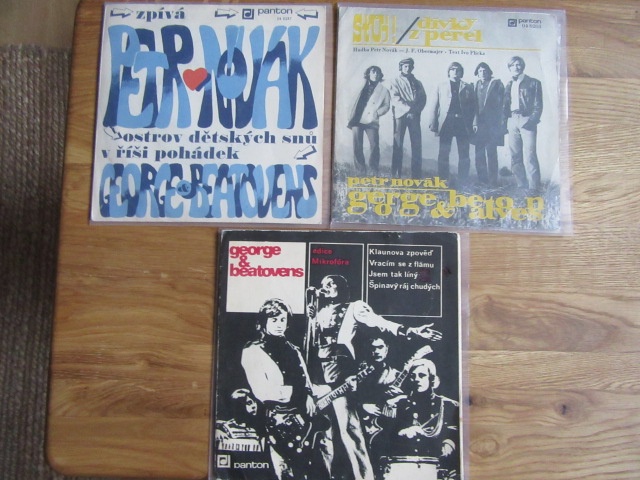 zpívá
panton
PETR NOVÁK
ostrov dětských snů
v říši pohádek
GEORGE & BEATOVENS
dívky
z perel
panton
Hudba Petr Novák — J. F. Obermajer · Text Ivo Plicka
petr novák
george
&
george
&
beatovens
edice
Mikrofóru
Klaunova zpověď
Vracím se z flámu
Jsem tak líný
Špinavý ráj chudých
panton